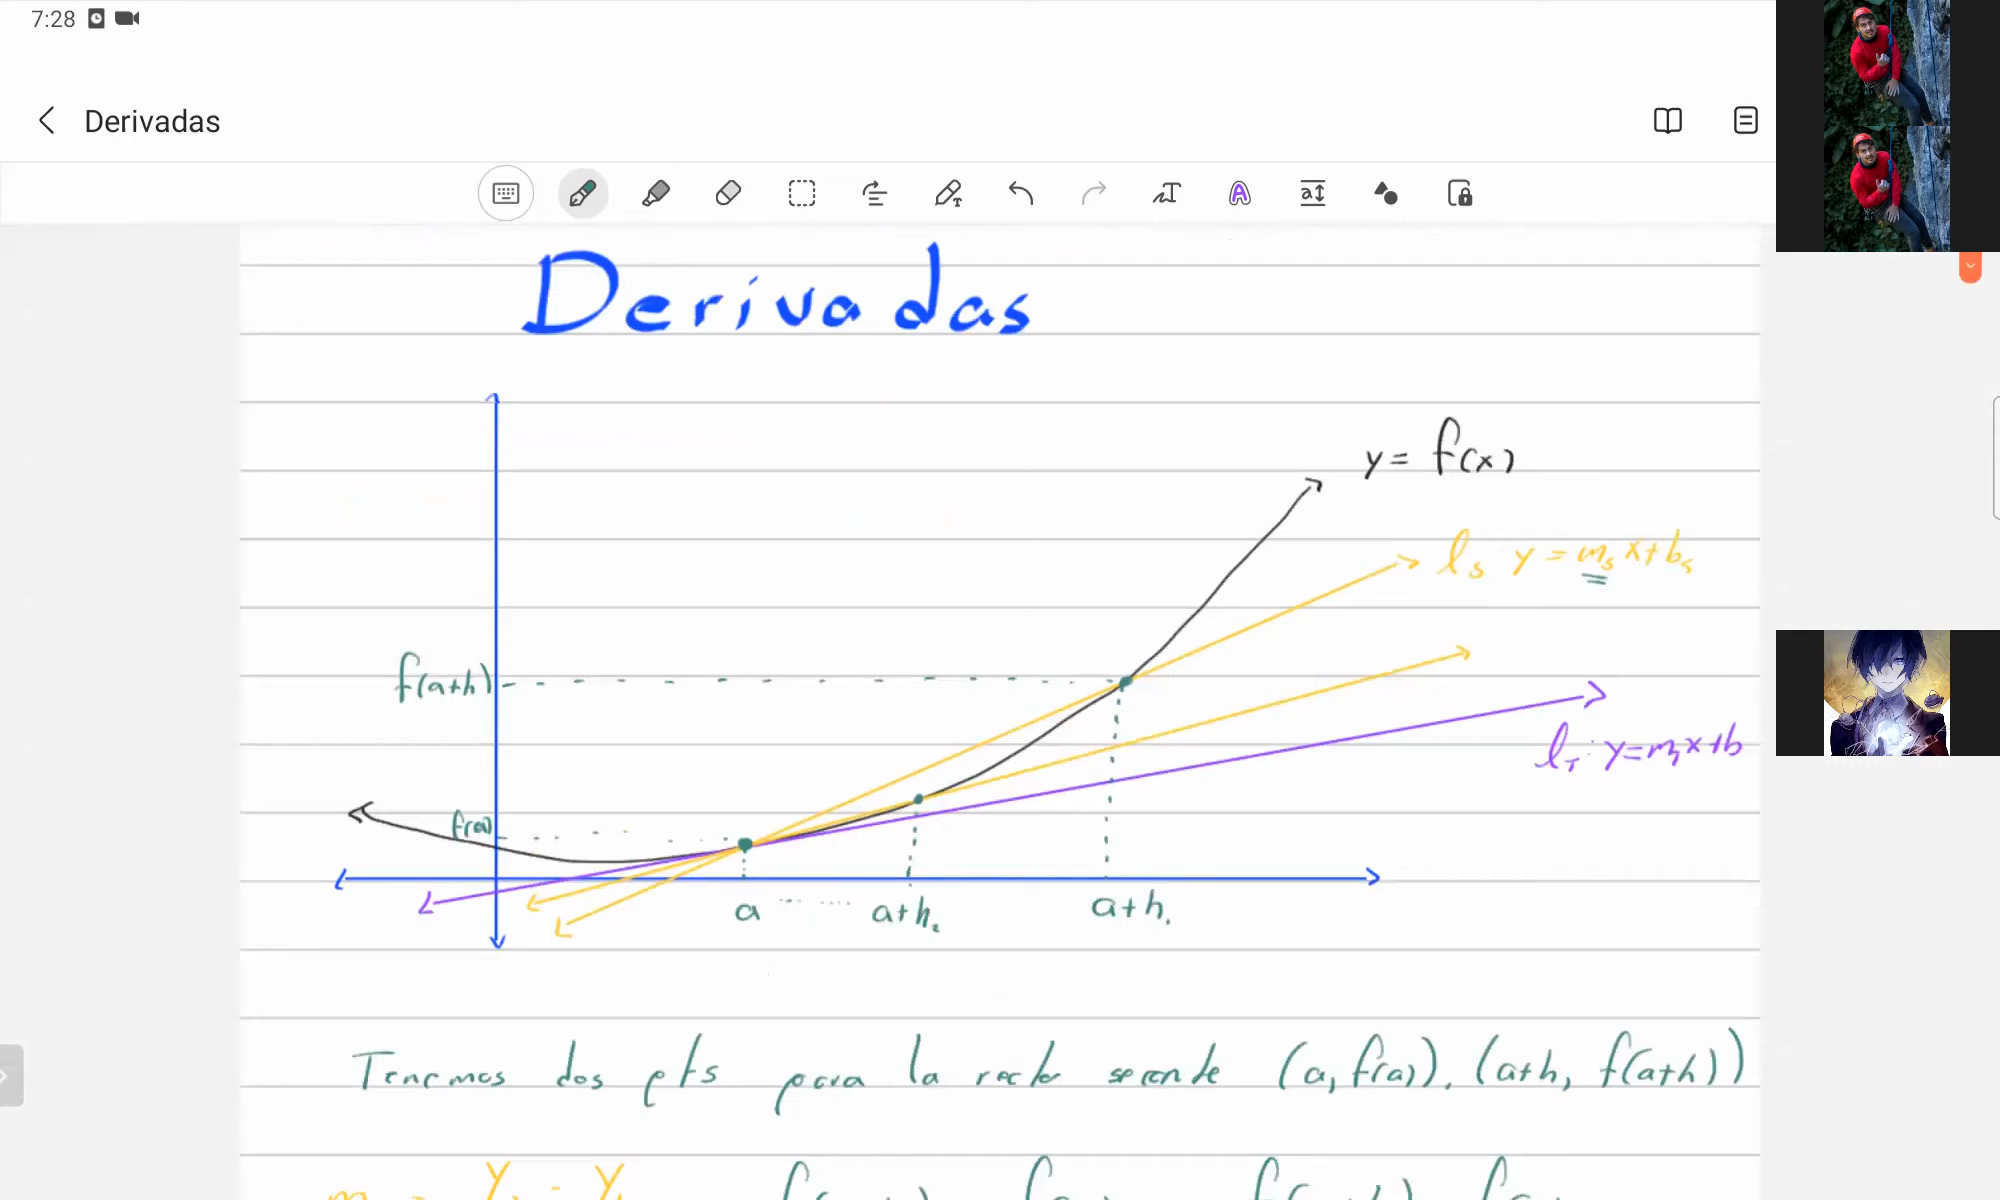 7:28
Derivadas
Derivadas
y = f(x)
ls y = ms x + bs
f(a+h)
lT : y = mT x + b
f(a)
a a+h2 a+h1
Tenemos dos pts para la recta secante (a, f(a)), (a+h, f(a+h))